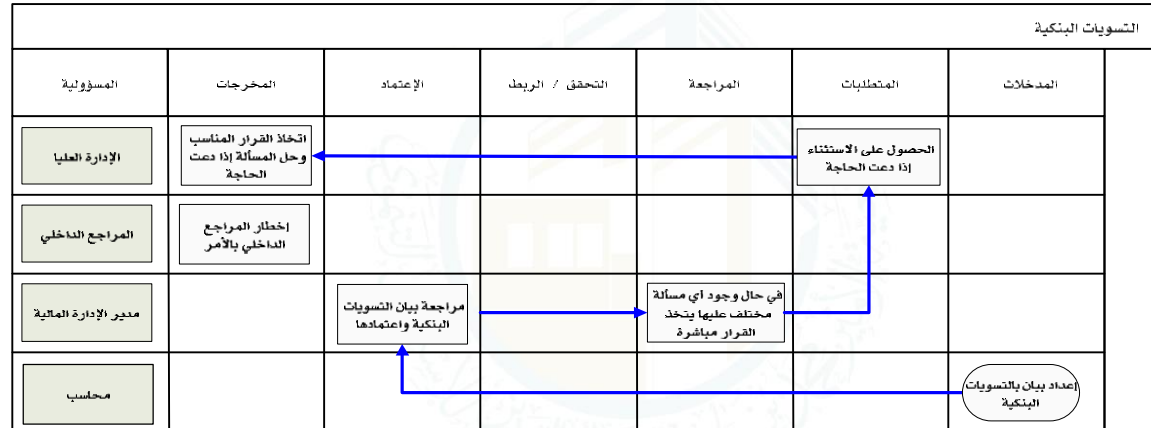 التسويات البنكية
المدخلات
المتطلبات
المراجعة
التحقق / الربط
الإعتماد
المخرجات
المسؤولية
الحصول على الاستثناء
إذا دعت الحاجة
اتخاذ القرار المناسب
وحل المسألة إذا دعت
الحاجة
الإدارة العليا
إخطار المراجع
الداخلي بالأمر
المراجع الداخلي
في حال وجود أي مسألة
مختلف عليها يتخذ
القرار مباشرة
مراجعة بيان التسويات
البنكية واعتمادها
مدير الإدارة المالية
إعداد بيان بالتسويات
البنكية
محاسب